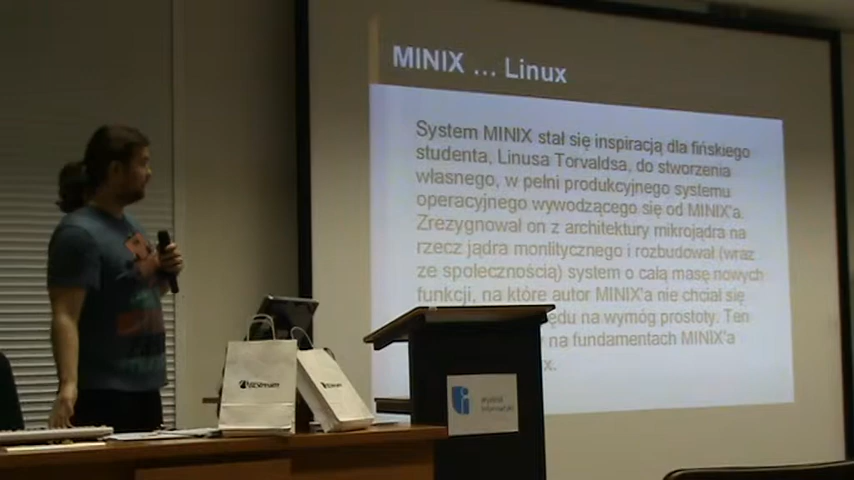 MINIX ... Linux
System MINIX stał się inspiracją dla fińskiego
studenta, LINUSa TORValdsa, do stworzenia
własnego, w pełni produkcyjnego systemu
operacyjnego wywodzącego się od MINIX'a.
Zrezygnował on z architektury mikrojądra na
rzecz jądra monlitycznego i rozbudował (wraz
ze społecznością) system o całą masę nowych
funkcji, na które autor MINIX'a nie chciał się
ędu na wymóg prostoty. Ten
y na fundamentach MINIX'a
x.